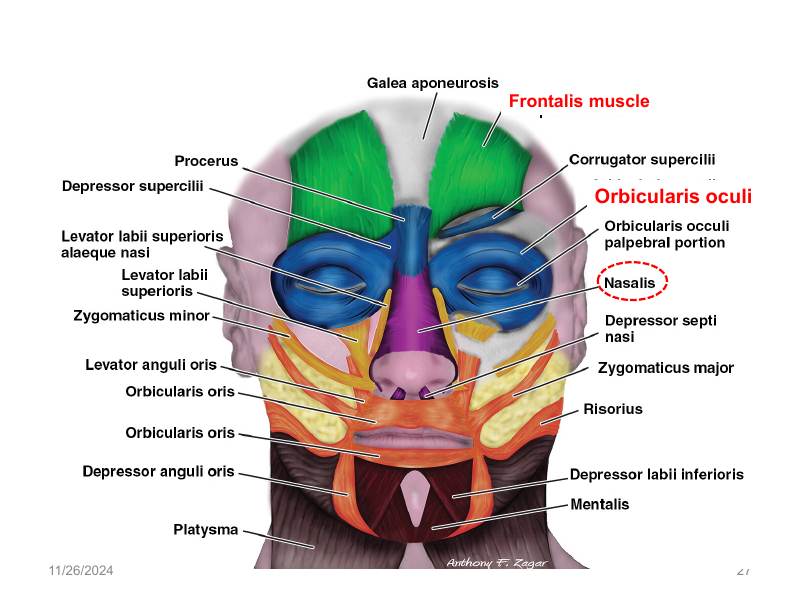 Galea aponeurosis
Frontalis muscle
Procerus
Corrugator supercilii
Depressor supercilii
Orbicularis oculi
Orbicularis occuli
palpebral portion
Levator labii superioris
alaeque nasi
Levator labii
superioris
Nasalis
Zygomaticus minor
Depressor septi
nasi
Levator anguli oris
Zygomaticus major
Orbicularis oris
Risorius
Orbicularis oris
Depressor anguli oris
Depressor labii inferioris
Mentalis
Platysma
Anthony F. Zagar
11/26/2024
27